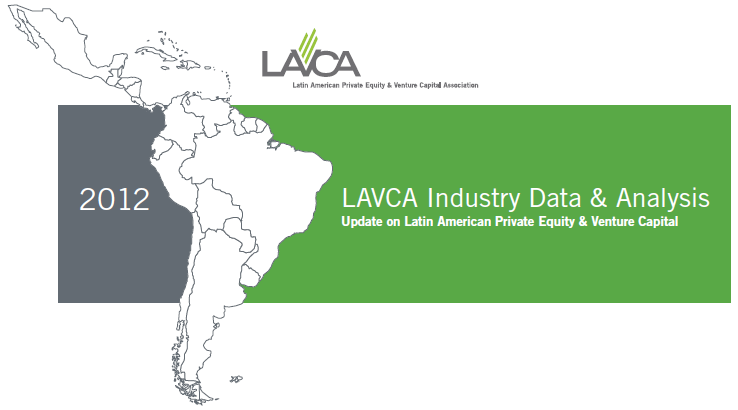 LAVCA
Latin American Private Equity & Venture Capital Association
2012
LAVCA Industry Data & Analysis
Update on Latin American Private Equity & Venture Capital